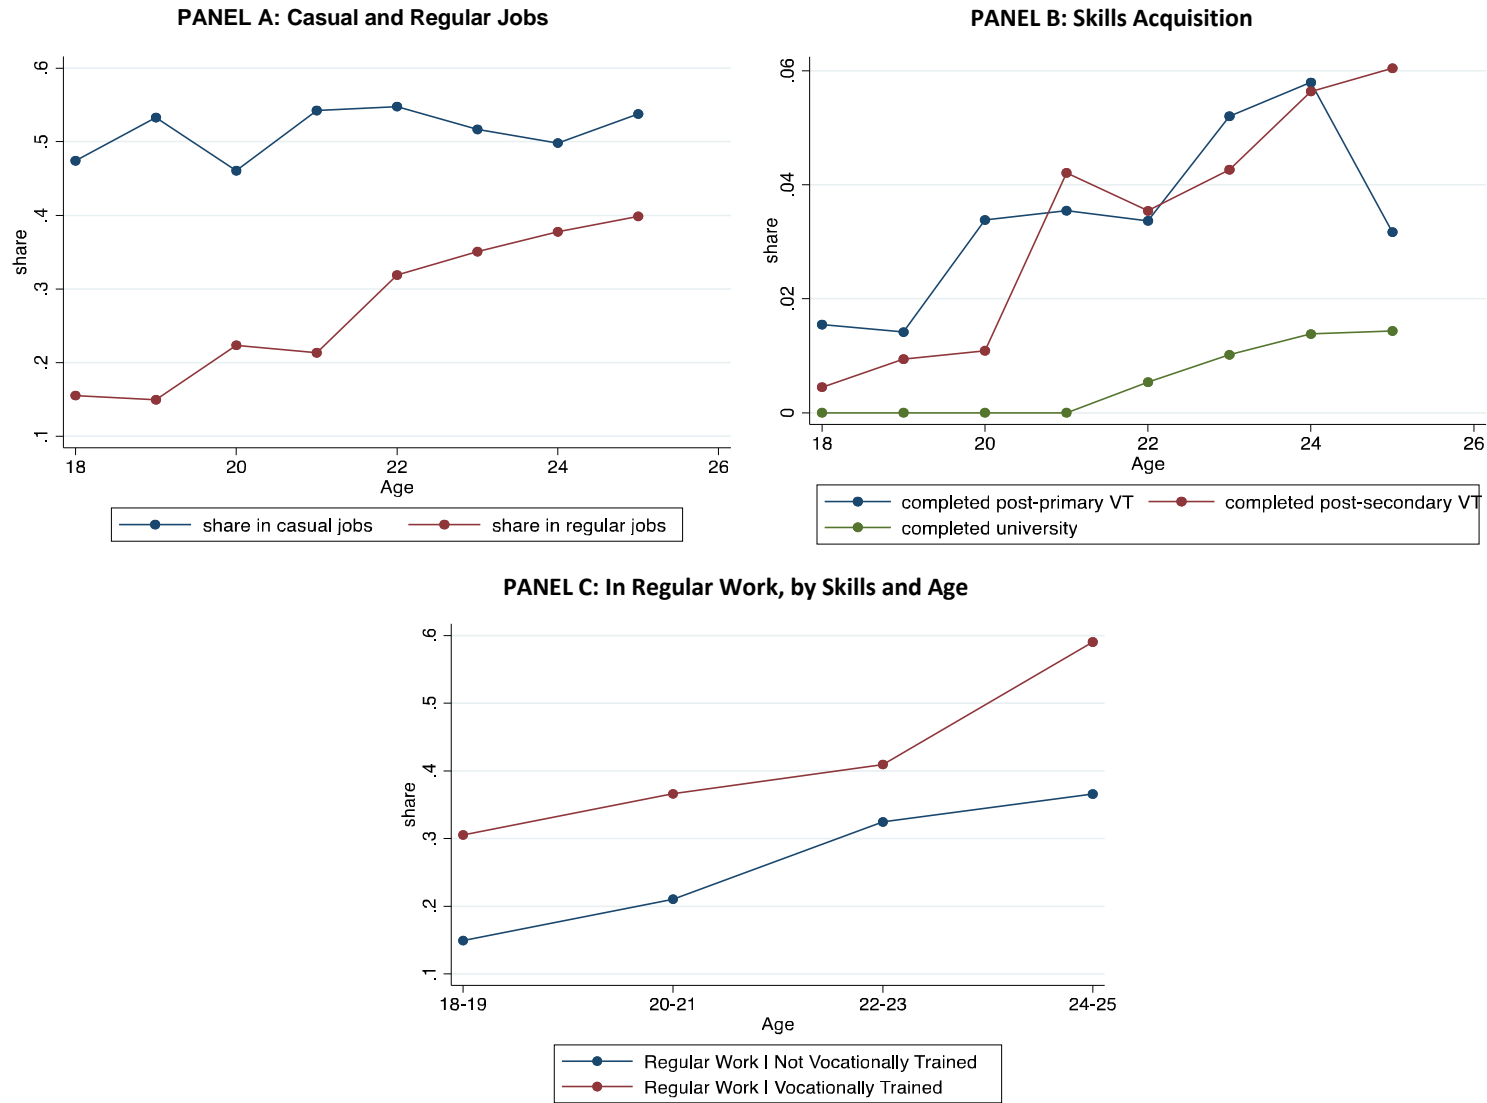 PANEL A: Casual and Regular Jobs
.6
.5
.4
.3
.2
.1
share
18 20 22 24 26
Age
share in casual jobs share in regular jobs
PANEL B: Skills Acquisition
.06
.04
.02
0
share
18 20 22 24 26
Age
completed post-primary VT completed post-secondary VT
completed university
PANEL C: In Regular Work, by Skills and Age
.6
.5
.4
.3
.2
.1
share
18-19 20-21 22-23 24-25
Age
Regular Work | Not Vocationally Trained
Regular Work | Vocationally Trained